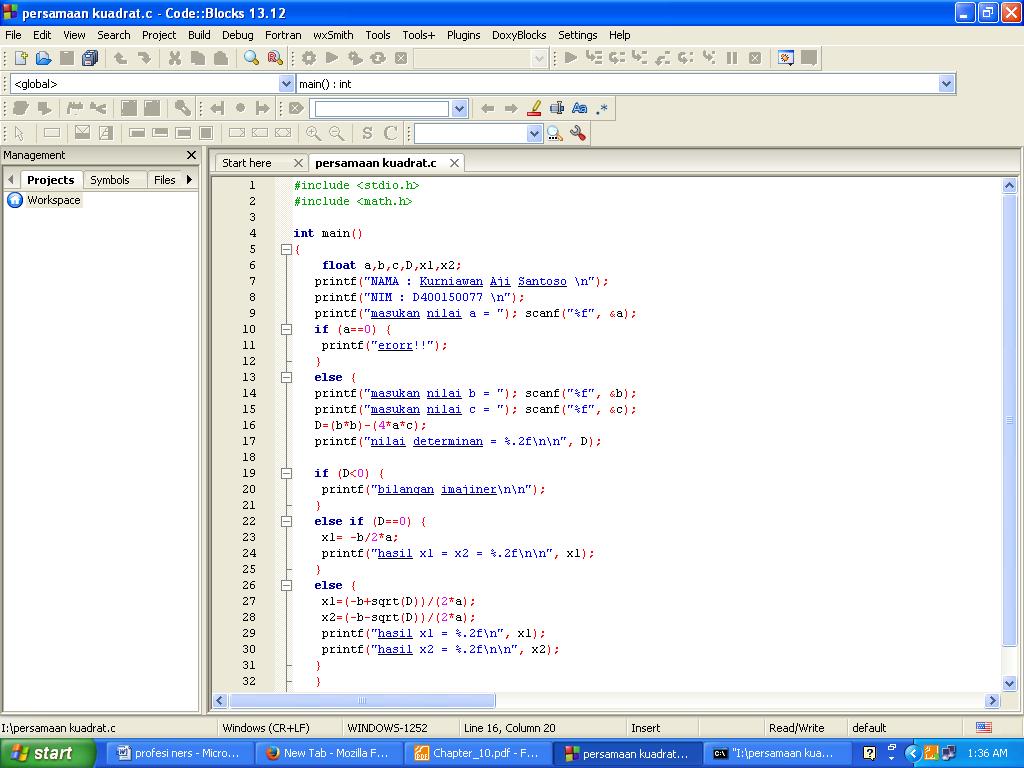 persamaan kuadrat.c - Code::Blocks 13.12
File Edit View Search Project Build Debug Fortran wxSmith Tools Tools+ Plugins DoxyBlocks Settings Help
<global> main() : int
S C Aa .*
Management
Start here persamaan kuadrat.c
Projects Symbols Files
Workspace
1 #include <stdio.h>
2 #include <math.h>
3
4 int main()
5 {
6 float a,b,c,D,x1,x2;
7 printf("NAMA : Kurniawan Aji Santoso \n");
8 printf("NIM : D400150077 \n");
9 printf("masukan nilai a = "); scanf("%f", &a);
10 if (a==0) {
11 printf("erorr!!");
12 }
13 else {
14 printf("masukan nilai b = "); scanf("%f", &b);
15 printf("masukan nilai c = "); scanf("%f", &c);
16 D=(b*b)-(4*a*c);
17 printf("nilai determinan = %.2f\n\n", D);
18
19 if (D<0) {
20 printf("bilangan imajiner\n\n");
21 }
22 else if (D==0) {
23 x1= -b/2*a;
24 printf("hasil x1 = x2 = %.2f\n\n", x1);
25 }
26 else {
27 x1=(-b+sqrt(D))/(2*a);
28 x2=(-b-sqrt(D))/(2*a);
29 printf("hasil x1 = %.2f\n", x1);
30 printf("hasil x2 = %.2f\n\n", x2);
31 }
32 }
I:\persamaan kuadrat.c Windows (CR+LF) WINDOWS-1252 Line 16, Column 20 Insert Read/Write default
start profesi ners - Micro... New Tab - Mozilla F... Chapter_10.pdf - F... persamaan kuadrat... "I:\persamaan kua... 1:36 AM